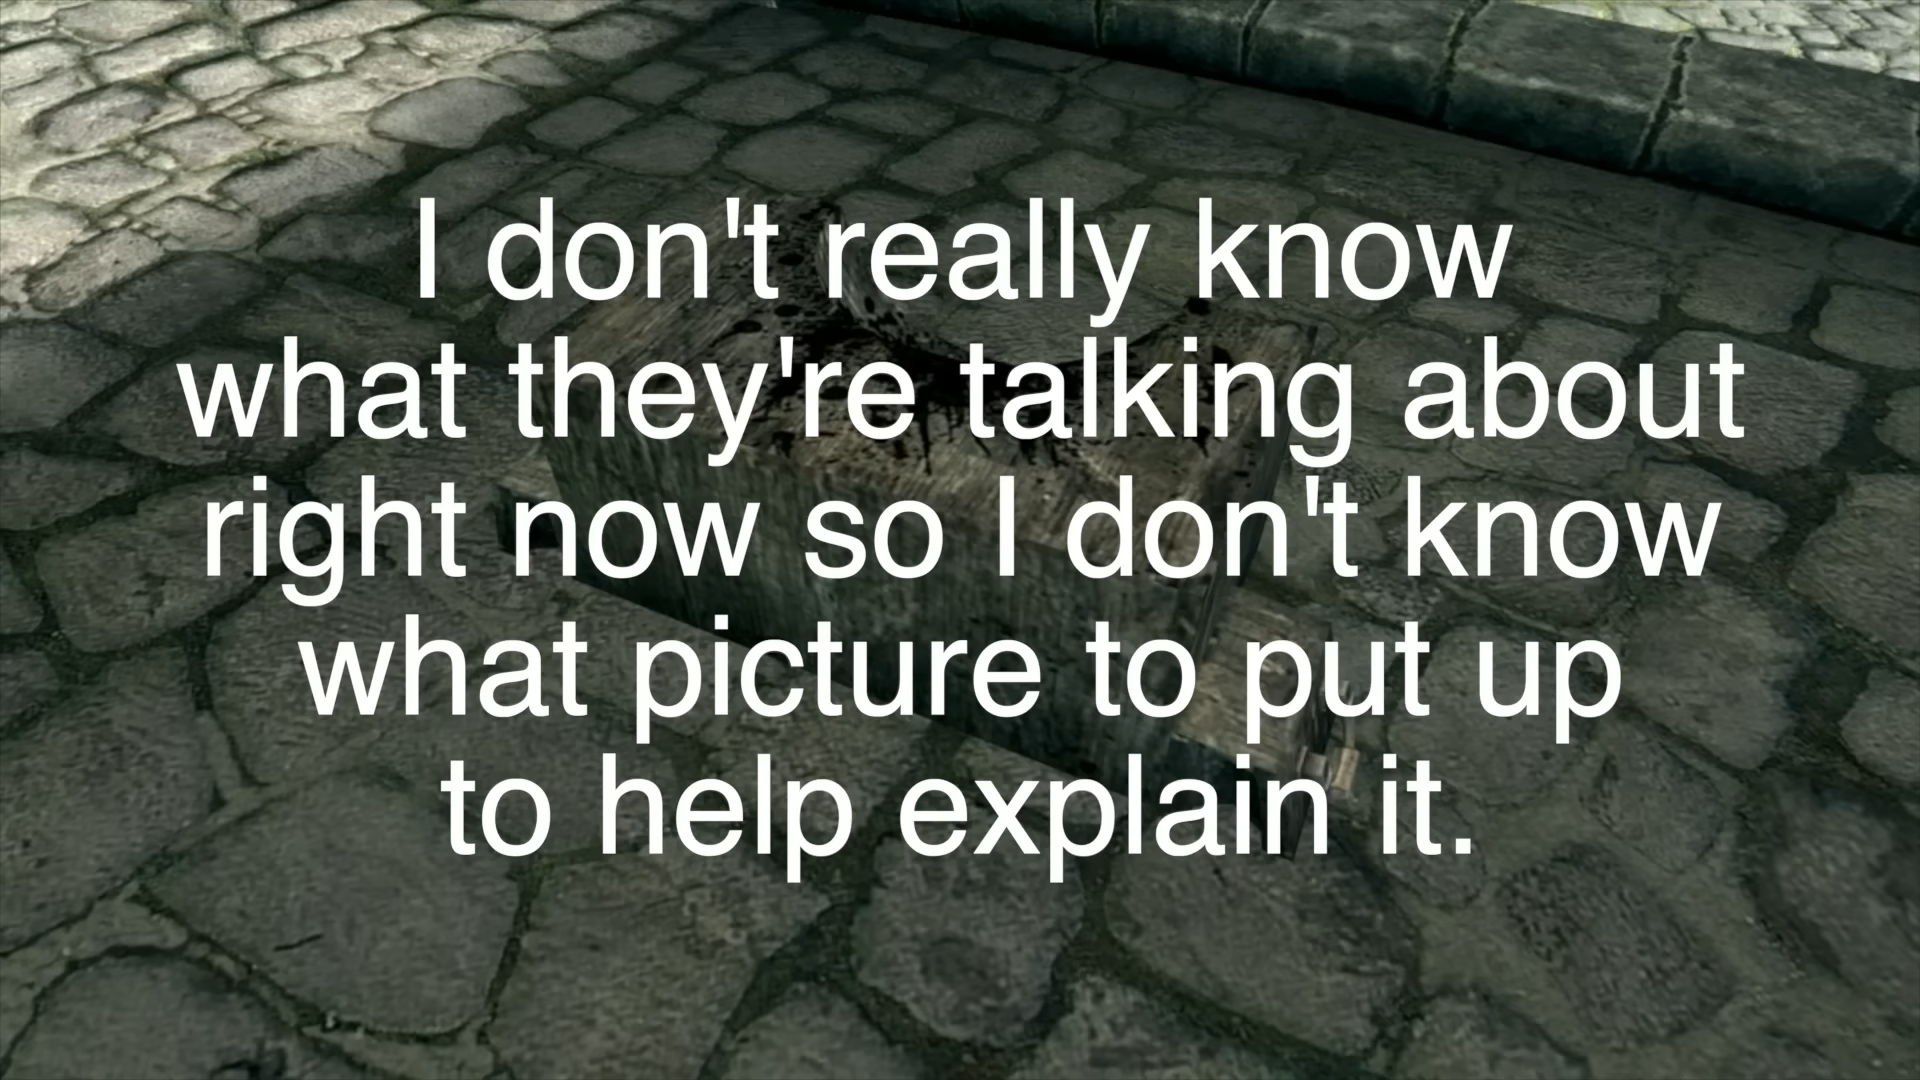 I don't really know
what they're talking about
right now so I don't know
what picture to put up
to help explain it.